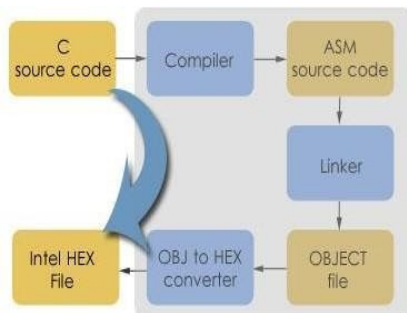 C
source code
Compiler
ASM
source code
Linker
Intel HEX
File
OBJ to HEX
converter
OBJECT
file